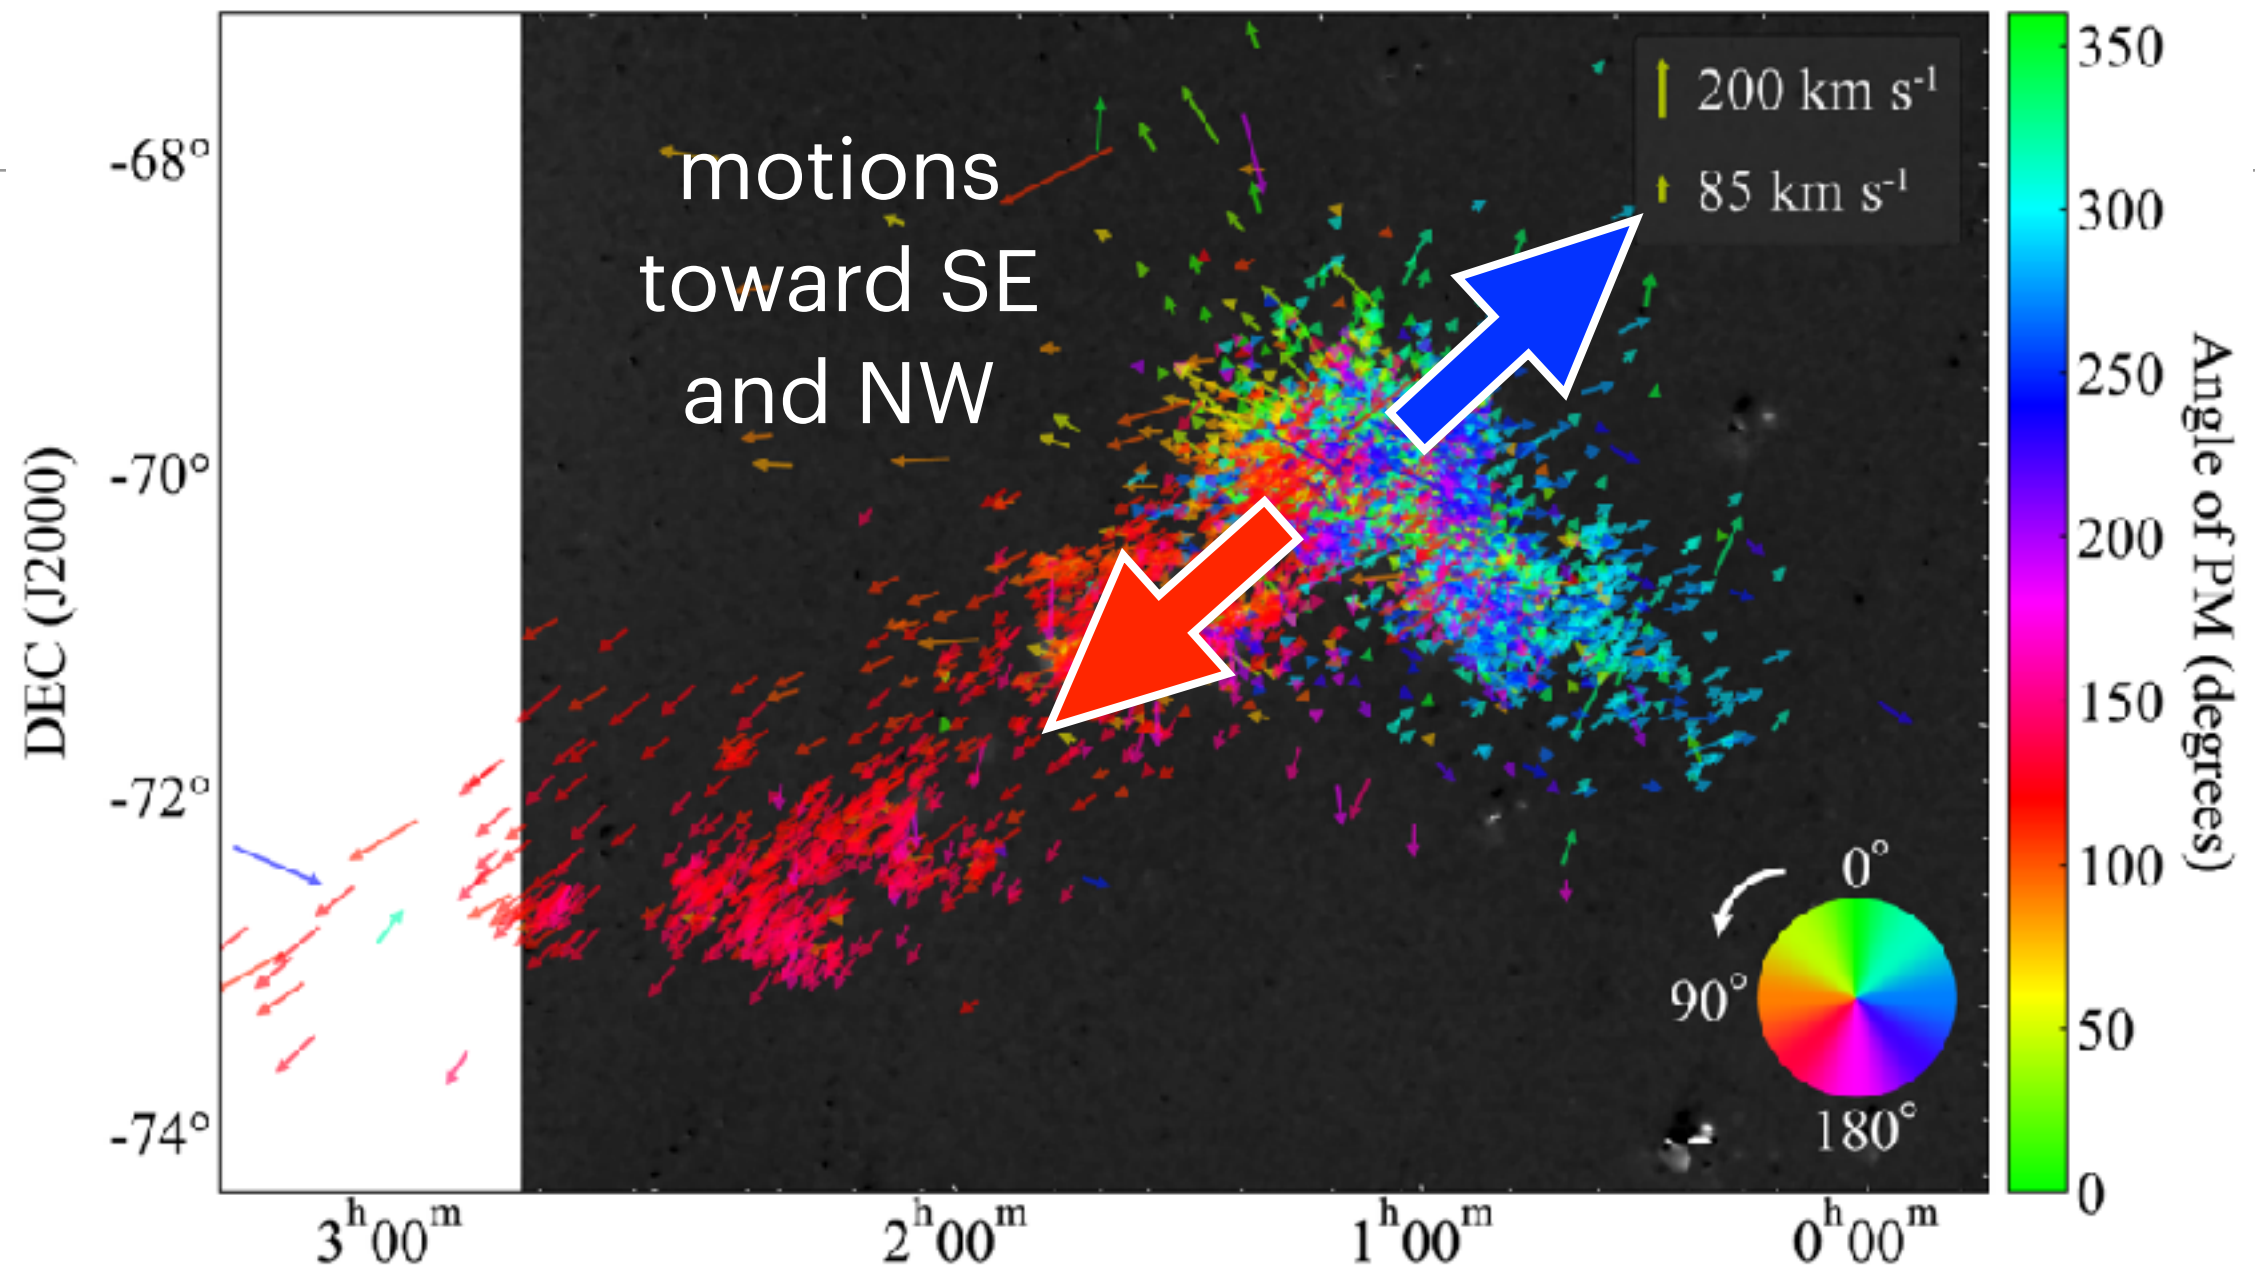 motions
toward SE
and NW
200 km s⁻¹
85 km s⁻¹
-68°
-70°
-72°
-74°
DEC (J2000)
3ʰ00ᵐ
2ʰ00ᵐ
1ʰ00ᵐ
0ʰ00ᵐ
0°
90°
180°
350
300
250
200
150
100
50
0
Angle of PM (degrees)